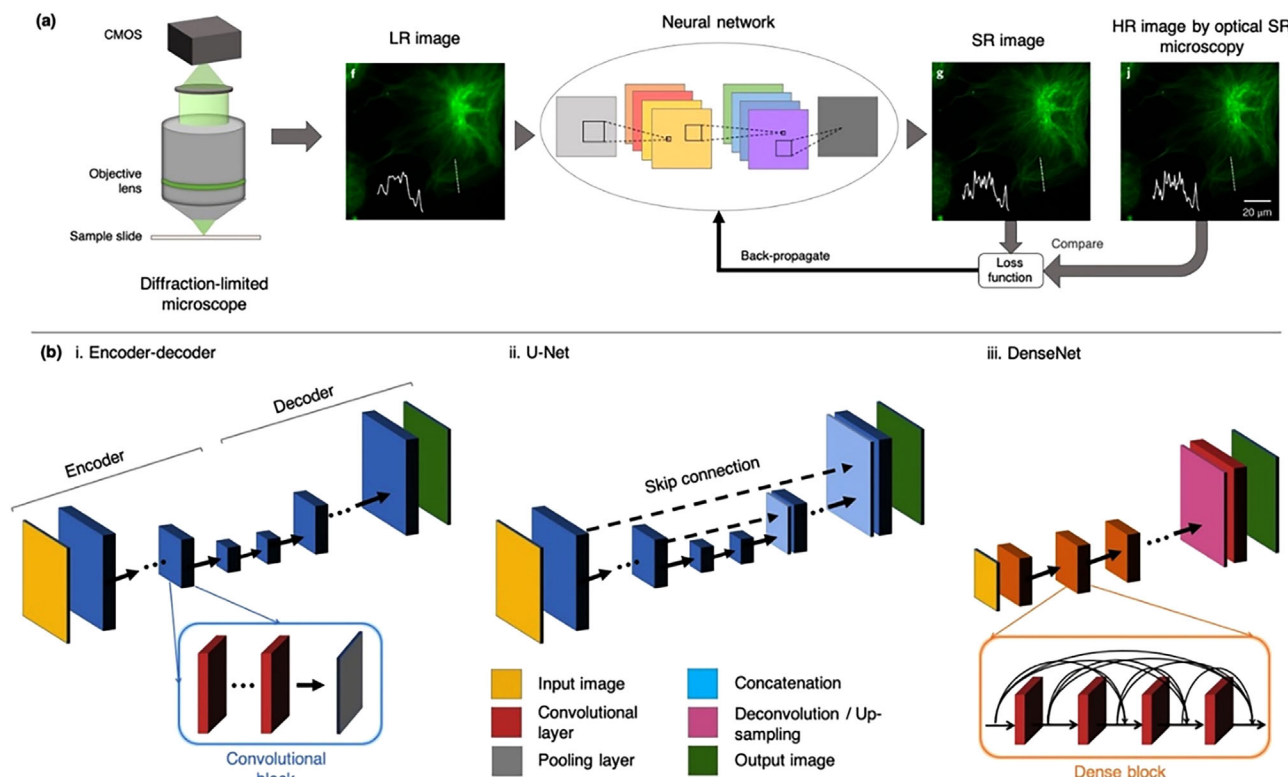 (a)
CMOS
Objective
lens
Sample slide
Diffraction-limited
microscope
LR image
f
Neural network
SR image
g
HR image by optical SR
microscopy
j
20 μm
Compare
Loss
function
Back-propagate
(b) i. Encoder-decoder
Encoder
Decoder
Convolutional
block
ii. U-Net
Skip connection
Input image
Convolutional
layer
Pooling layer
Concatenation
Deconvolution / Up-
sampling
Output image
iii. DenseNet
Dense block